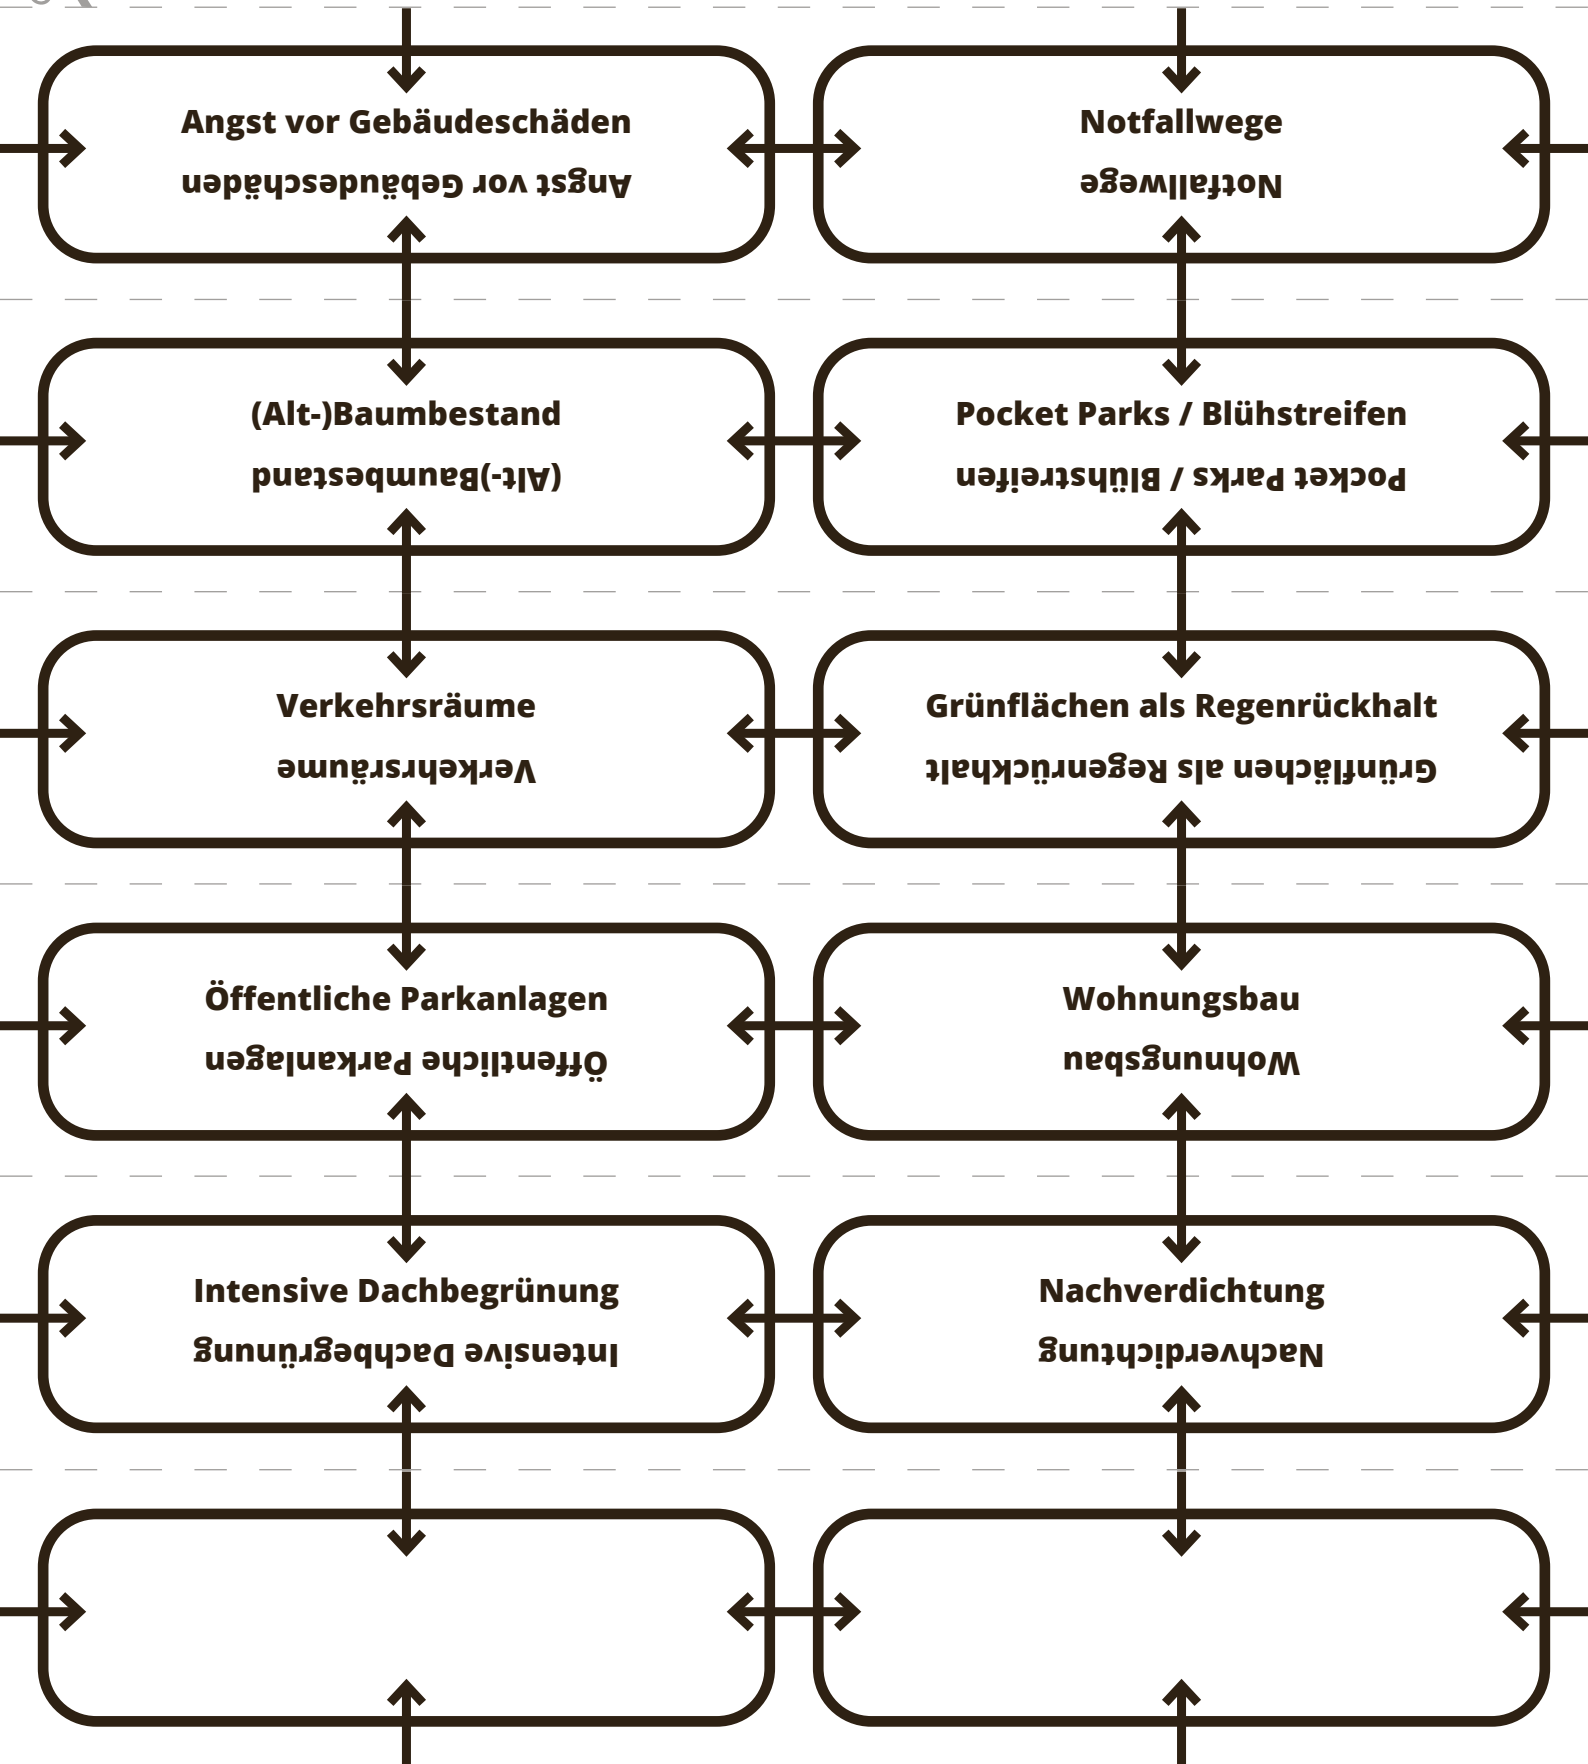 Angst vor Gebäudeschäden
Angst vor Gebäudeschäden
Notfallwege
Notfallwege
(Alt-)Baumbestand
(Alt-)Baumbestand
Pocket Parks / Blühstreifen
Pocket Parks / Blühstreifen
Verkehrsräume
Verkehrsräume
Grünflächen als Regenrückhalt
Grünflächen als Regenrückhalt
Öffentliche Parkanlagen
Öffentliche Parkanlagen
Wohnungsbau
Wohnungsbau
Intensive Dachbegrünung
Intensive Dachbegrünung
Nachverdichtung
Nachverdichtung